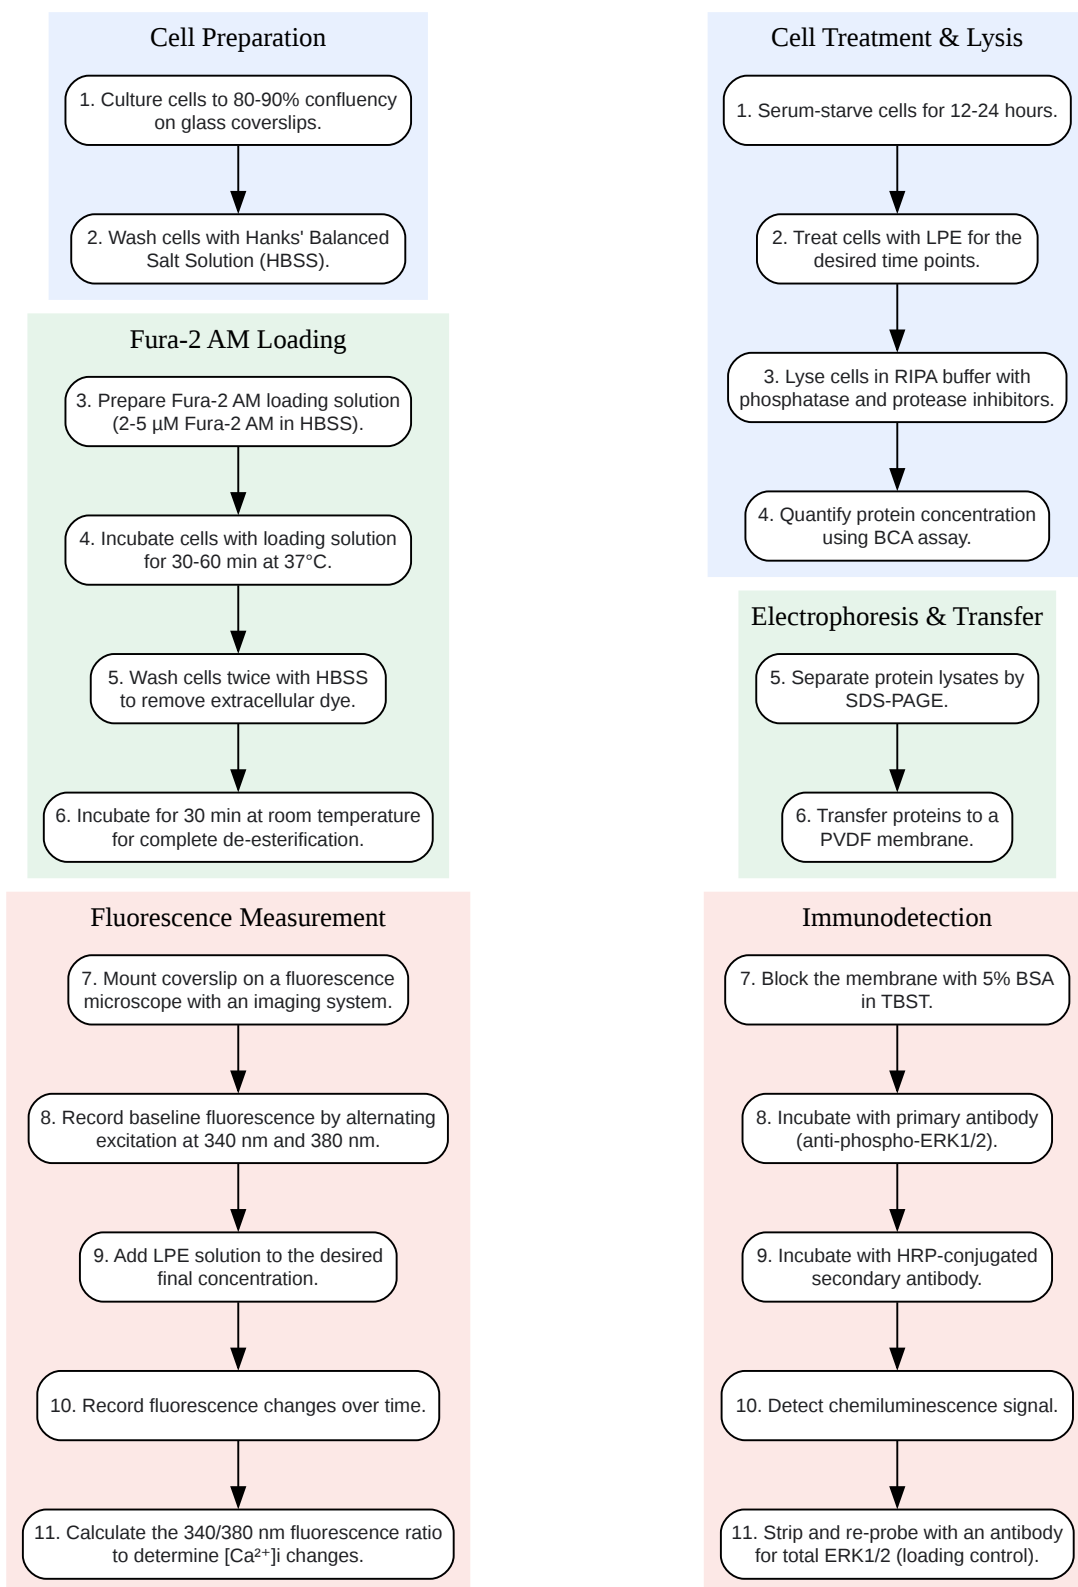 Cell Preparation
1. Culture cells to 80-90% confluency
on glass coverslips.
2. Wash cells with Hanks' Balanced
Salt Solution (HBSS).
Fura-2 AM Loading
3. Prepare Fura-2 AM loading solution
(2-5 µM Fura-2 AM in HBSS).
4. Incubate cells with loading solution
for 30-60 min at 37°C.
5. Wash cells twice with HBSS
to remove extracellular dye.
6. Incubate for 30 min at room temperature
for complete de-esterification.
Fluorescence Measurement
7. Mount coverslip on a fluorescence
microscope with an imaging system.
8. Record baseline fluorescence by alternating
excitation at 340 nm and 380 nm.
9. Add LPE solution to the desired
final concentration.
10. Record fluorescence changes over time.
11. Calculate the 340/380 nm fluorescence ratio
to determine [Ca²⁺]i changes.
Cell Treatment & Lysis
1. Serum-starve cells for 12-24 hours.
2. Treat cells with LPE for the
desired time points.
3. Lyse cells in RIPA buffer with
phosphatase and protease inhibitors.
4. Quantify protein concentration
using BCA assay.
Electrophoresis & Transfer
5. Separate protein lysates by
SDS-PAGE.
6. Transfer proteins to a
PVDF membrane.
Immunodetection
7. Block the membrane with 5% BSA
in TBST.
8. Incubate with primary antibody
(anti-phospho-ERK1/2).
9. Incubate with HRP-conjugated
secondary antibody.
10. Detect chemiluminescence signal.
11. Strip and re-probe with an antibody
for total ERK1/2 (loading control).